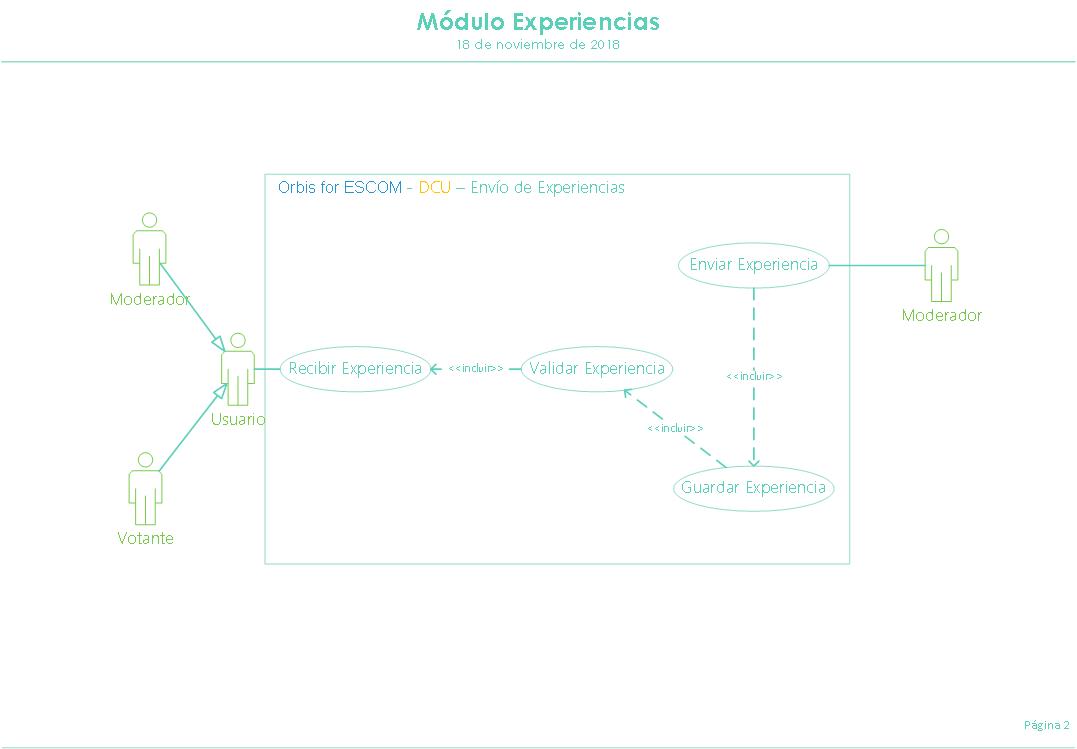 Módulo Experiencias
18 de noviembre de 2018
Orbis for ESCOM - DCU – Envío de Experiencias
Moderador
Enviar Experiencia
Moderador
Usuario
Recibir Experiencia
<<incluir>>
Validar Experiencia
<<incluir>>
<<incluir>>
Guardar Experiencia
Votante
Página 2